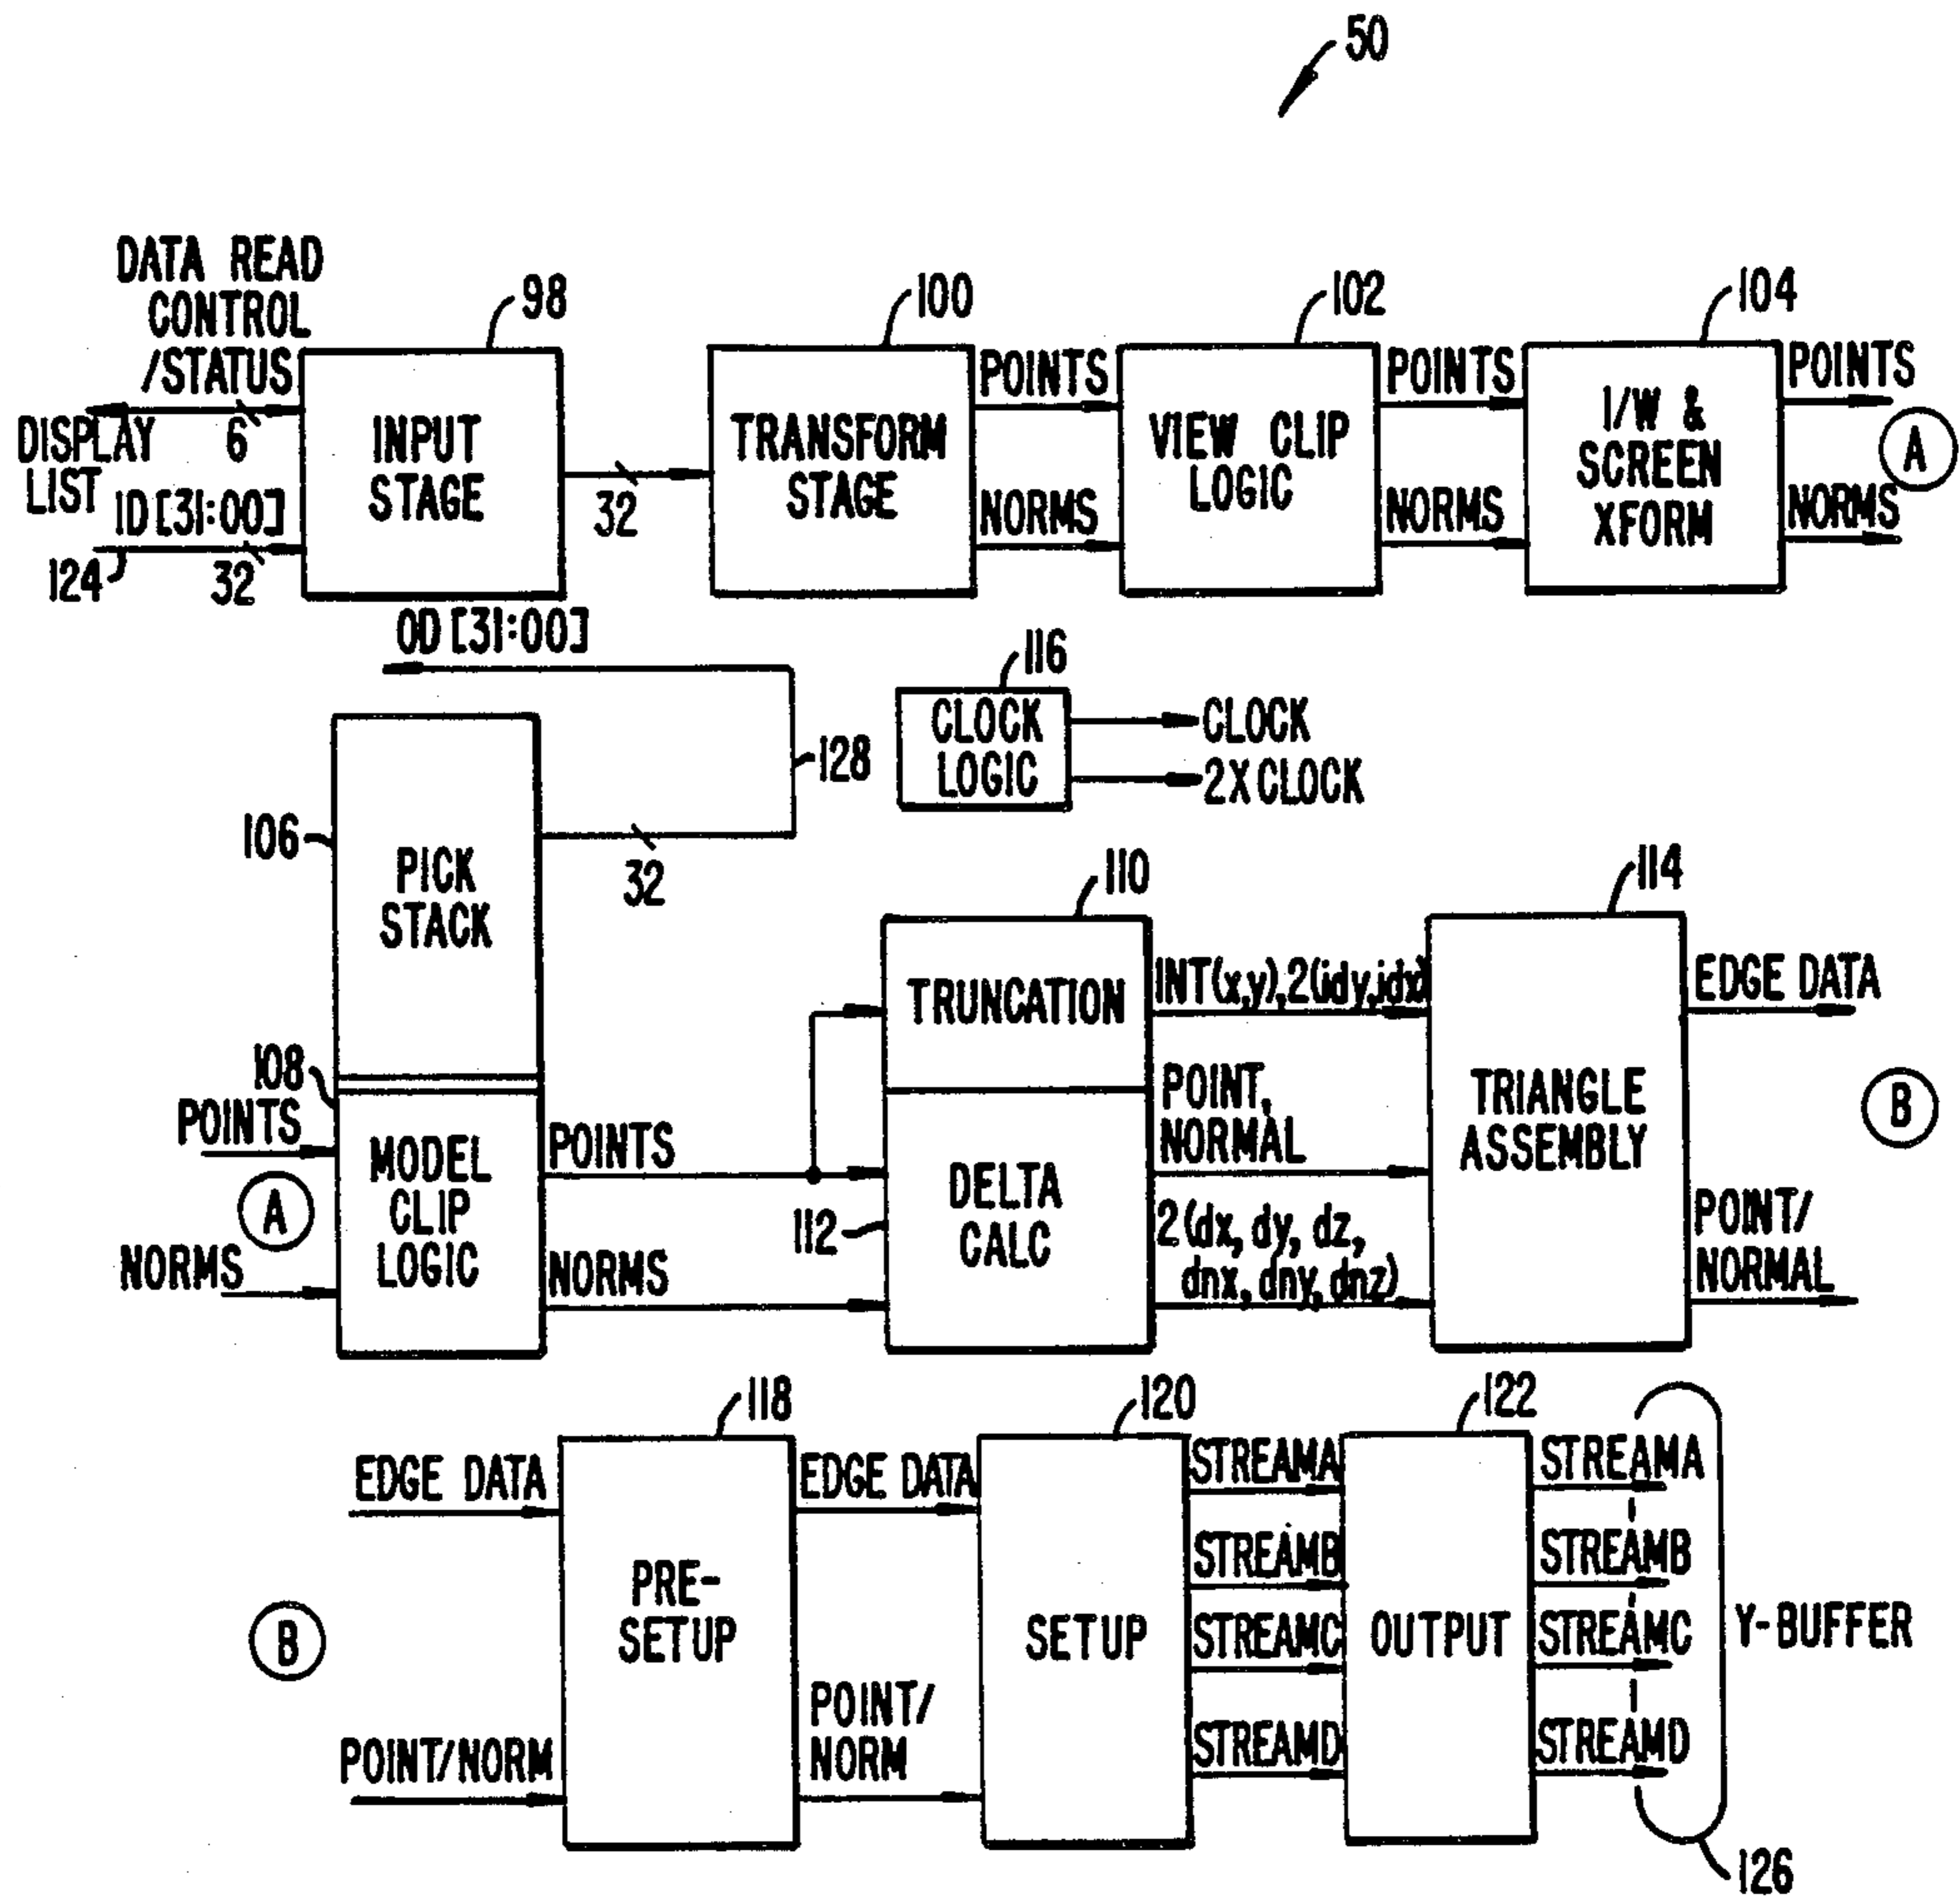 50
DATA READ
CONTROL
/STATUS
DISPLAY
LIST
6
ID [31:00]
124
32
98
INPUT
STAGE
32
100
TRANSFORM
STAGE
POINTS
NORMS
102
VIEW CLIP
LOGIC
POINTS
NORMS
104
I/W &
SCREEN
XFORM
POINTS
A
NORMS
OD [31:00]
128
32
116
CLOCK
LOGIC
CLOCK
2X CLOCK
106
PICK
STACK
108
POINTS
A
NORMS
MODEL
CLIP
LOGIC
POINTS
NORMS
110
TRUNCATION
112
DELTA
CALC
INT(x,y),2(idy,idx)
POINT,
NORMAL
2(dx, dy, dz,
dnx, dny, dnz)
114
TRIANGLE
ASSEMBLY
EDGE DATA
B
POINT/
NORMAL
EDGE DATA
B
POINT/NORM
118
PRE-
SETUP
EDGE DATA
POINT/
NORM
120
SETUP
STREAMA
STREAMB
STREAMC
STREAMD
122
OUTPUT
STREAMA
STREAMB
STREAMC
STREAMD
Y-BUFFER
126